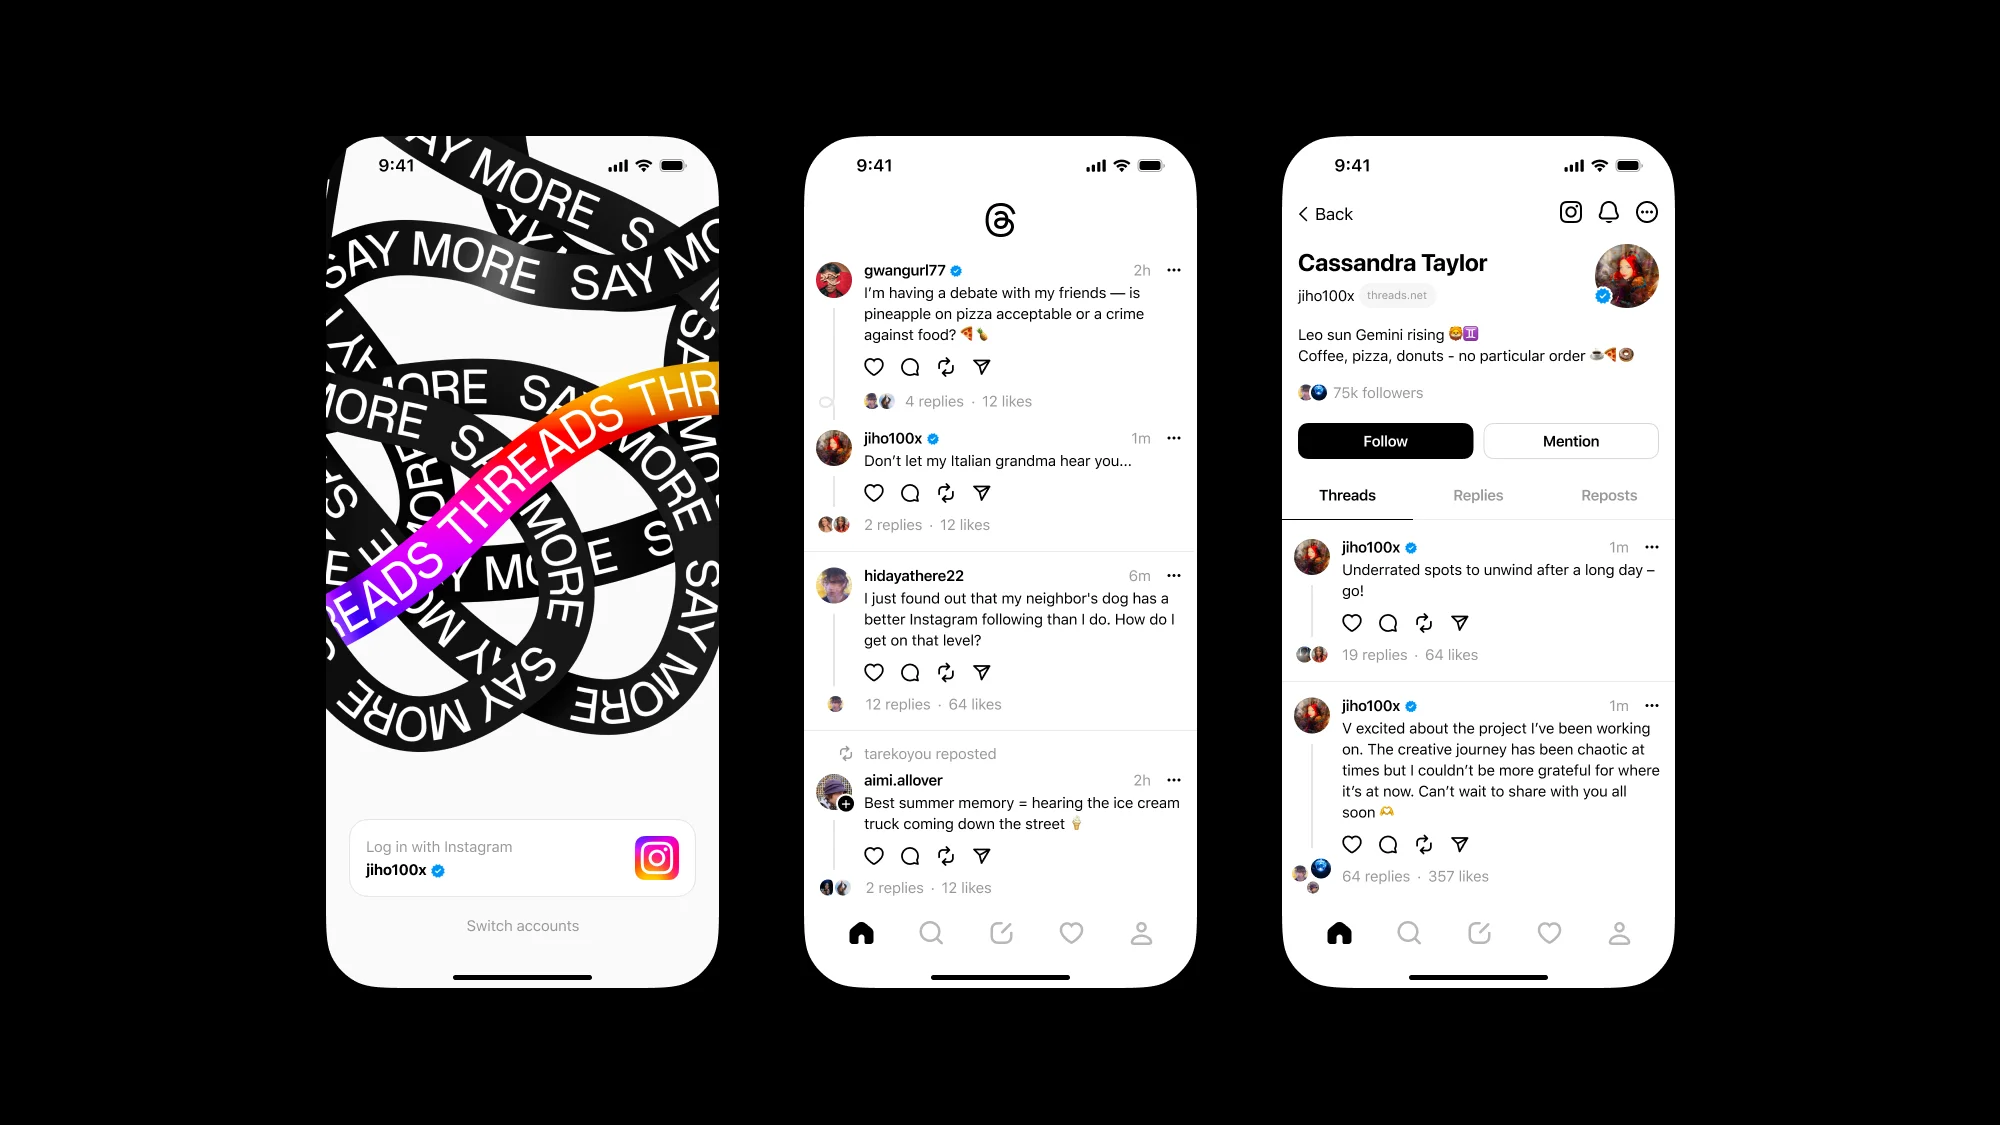 9:41
AY MORE S
SAY MORE SAY MO
MORE SAY
MORE SAY MORE
THREADS THREADS THR
SAY MORE
SAY MORE
SAY MORE
Log in with Instagram
jiho100x
Switch accounts
9:41
gwangurl77 2h
I’m having a debate with my friends — is
pineapple on pizza acceptable or a crime
against food? 🍕🍍
4 replies · 12 likes
jiho100x 1m
Don’t let my Italian grandma hear you...
2 replies · 12 likes
hidayathere22 6m
I just found out that my neighbor's dog has a
better Instagram following than I do. How do I
get on that level?
12 replies · 64 likes
tarekoyou reposted
aimi.allover 2h
Best summer memory = hearing the ice cream
truck coming down the street 🍦
2 replies · 12 likes
9:41
Back
Cassandra Taylor
jiho100x threads.net
Leo sun Gemini rising 🦁♊
Coffee, pizza, donuts - no particular order ☕🍕🍩
75k followers
Follow Mention
Threads Replies Reposts
jiho100x 1m
Underrated spots to unwind after a long day –
go!
19 replies · 64 likes
jiho100x 1m
V excited about the project I’ve been working
on. The creative journey has been chaotic at
times but I couldn’t be more grateful for where
it’s at now. Can’t wait to share with you all
soon 🫶
64 replies · 357 likes